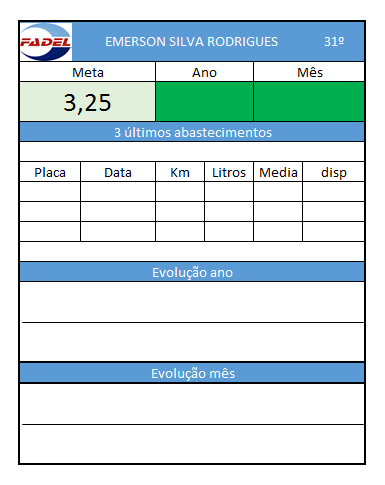 FADEL
EMERSON SILVA RODRIGUES 31º
Meta Ano Mês
3,25
3 últimos abastecimentos
Placa Data Km Litros Media disp
Evolução ano
Evolução mês